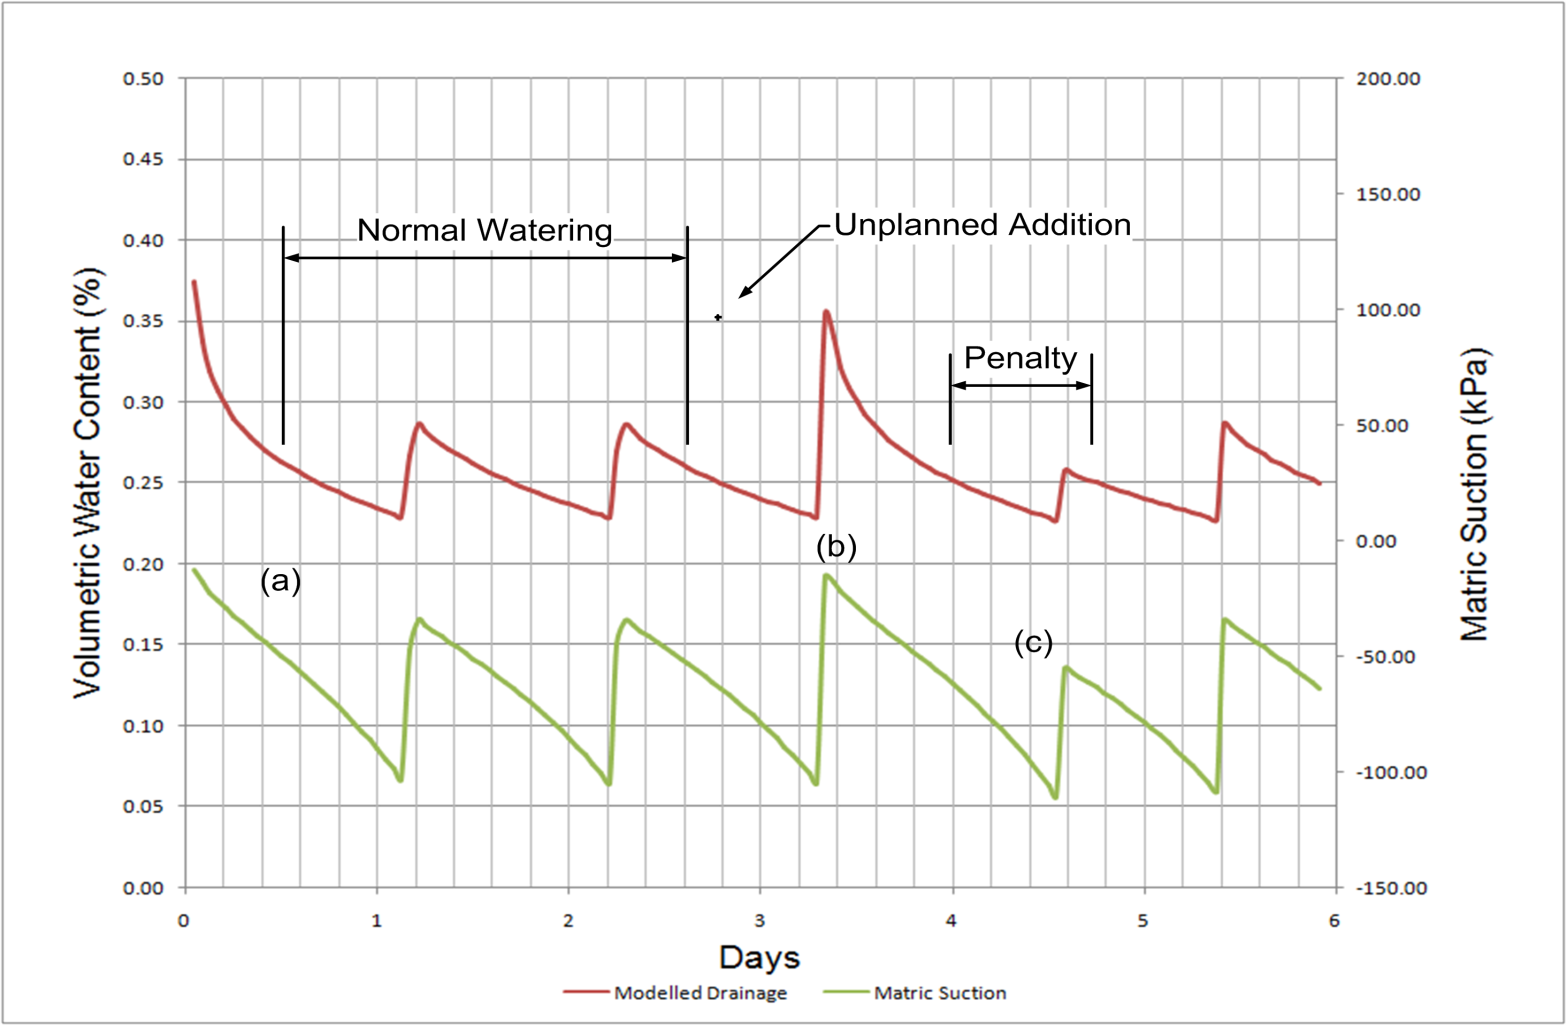 0.50
0.45
0.40
0.35
0.30
0.25
0.20
0.15
0.10
0.05
0.00
Volumetric Water Content (%)
200.00
150.00
100.00
50.00
0.00
-50.00
-100.00
-150.00
Matric Suction (kPa)
Normal Watering
Unplanned Addition
Penalty
(a)
(b)
(c)
0 1 2 3 4 5 6
Days
Modelled Drainage Matric Suction